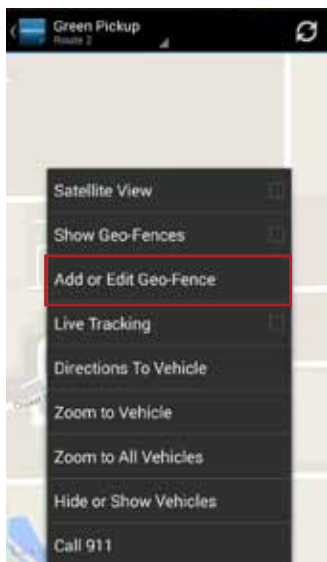 Green Pickup
Route 2
Satellite View
Show Geo-Fences
Add or Edit Geo-Fence
Live Tracking
Directions To Vehicle
Zoom to Vehicle
Zoom to All Vehicles
Hide or Show Vehicles
Call 911